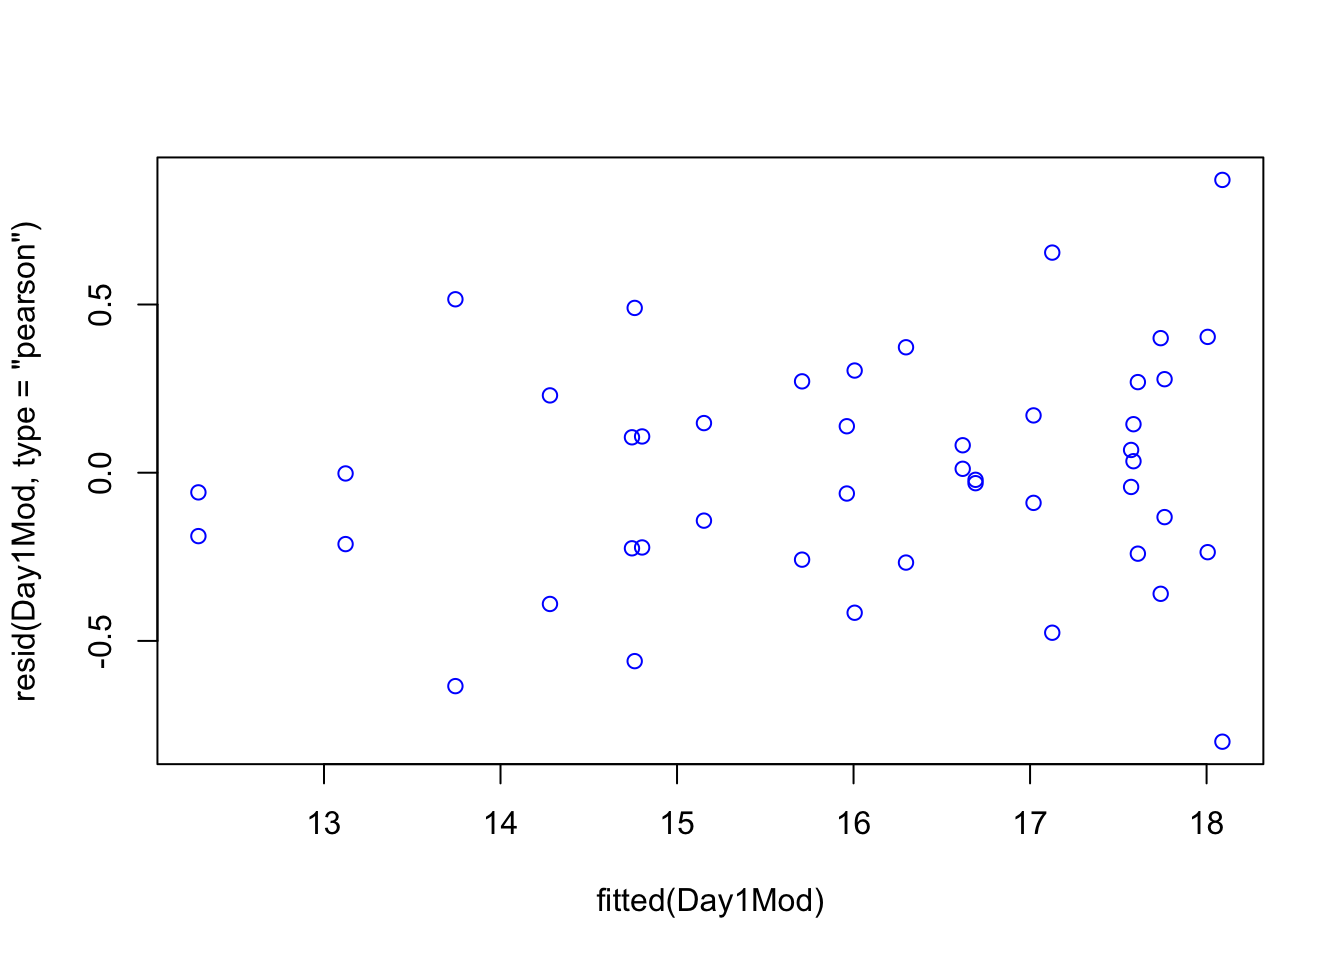 resid(Day1Mod, type = "pearson")
0.5
0.0
-0.5
13 14 15 16 17 18
fitted(Day1Mod)